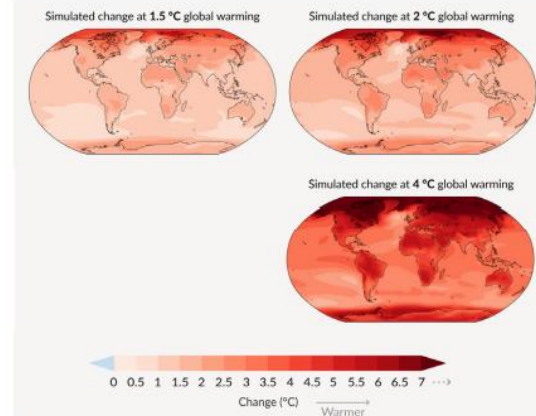 Simulated change at 1.5 °C global warming
Simulated change at 2 °C global warming
Simulated change at 4 °C global warming
0 0.5 1 1.5 2 2.5 3 3.5 4 4.5 5 5.5 6 6.5 7
Change (°C)
Warmer